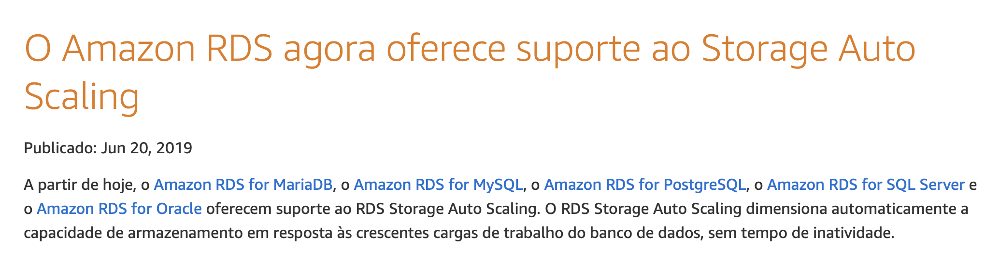 O Amazon RDS agora oferece suporte ao Storage Auto
Scaling
Publicado: Jun 20, 2019
A partir de hoje, o Amazon RDS for MariaDB, o Amazon RDS for MySQL, o Amazon RDS for PostgreSQL, o Amazon RDS for SQL Server e
o Amazon RDS for Oracle oferecem suporte ao RDS Storage Auto Scaling. O RDS Storage Auto Scaling dimensiona automaticamente a
capacidade de armazenamento em resposta às crescentes cargas de trabalho do banco de dados, sem tempo de inatividade.